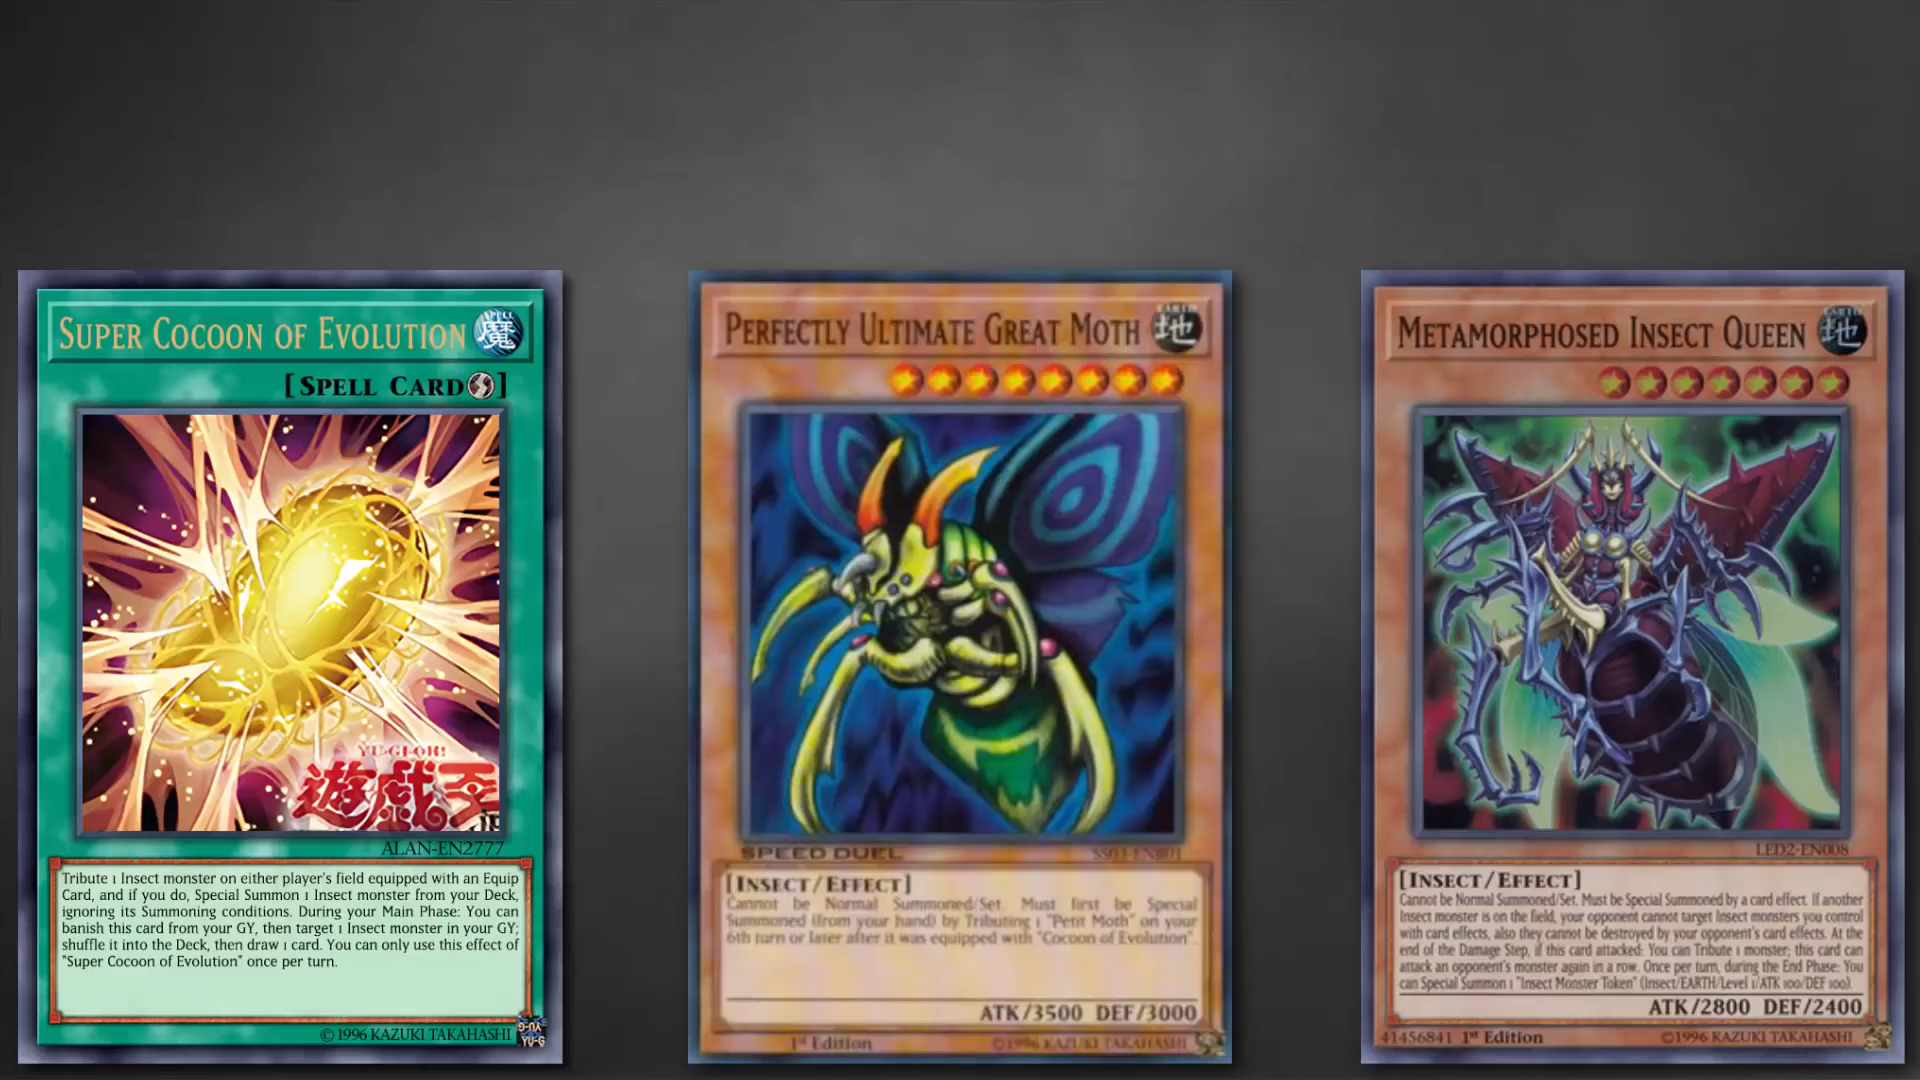 SUPER COCOON OF EVOLUTION
SPELL
魔
[SPELL CARD]
YU-GI-OH!
遊戯王
ALAN-EN2777
Tribute 1 Insect monster on either player's field equipped with an Equip
Card, and if you do, Special Summon 1 Insect monster from your Deck,
ignoring its Summoning conditions. During your Main Phase: You can
banish this card from your GY, then target 1 Insect monster in your GY;
shuffle it into the Deck, then draw 1 card. You can only use this effect of
"Super Cocoon of Evolution" once per turn.
©1996 KAZUKI TAKAHASHI
PERFECTLY ULTIMATE GREAT MOTH
EARTH
地
SPEED DUEL
[INSECT/EFFECT]
Cannot be Normal Summoned/Set. Must first be Special
Summoned (from your hand) by Tributing 1 "Petit Moth" on your
6th turn or later after it was equipped with "Cocoon of Evolution".
ATK/3500 DEF/3000
1st Edition
©1996 KAZUKI TAKAHASHI
METAMORPHOSED INSECT QUEEN
EARTH
地
LED2-EN008
[INSECT/EFFECT]
Cannot be Normal Summoned/Set. Must be Special Summoned by a card effect. If another
Insect monster is on the field, your opponent cannot target Insect monsters you control
with card effects, also they cannot be destroyed by your opponent's card effects. At the
end of the Damage Step, if this card attacked: You can Tribute 1 monster; this card can
attack an opponent's monster again in a row. Once per turn, during the End Phase: You
can Special Summon 1 "Insect Monster Token" (Insect/EARTH/Level 1/ATK 100/DEF 100).
ATK/2800 DEF/2400
41456841 1st Edition
©1996 KAZUKI TAKAHASHI